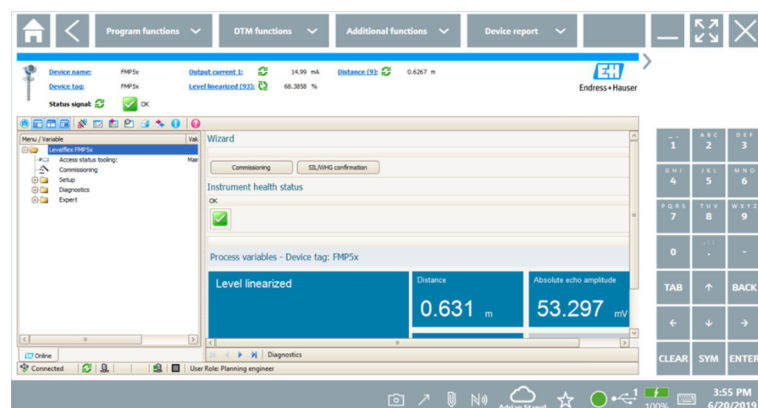 Program functions DTM functions Additional functions Device report
Device name: FMP5x Output current 1: 14.99 mA Distance (9): 0.6267 m
Device tag: FMP5x Level linearized (93): 68.3858 %
Status signal: OK
EH
Endress+Hauser
Menu / Variable Val
Levelflex FMP5x
Access status tooling: Mai
Commissioning
Setup
Diagnostics
Expert
Wizard
Commissioning SIL/WHG confirmation
Instrument health status
OK
Process variables - Device tag: FMP5x
Level linearized Distance Absolute echo amplitude
0.631 m 53.297 mV
Online
Diagnostics
Connected User Role: Planning engineer
1 ABC 2 DEF 3
GHI 4 JKL 5 MNO 6
PQRS 7 TUV 8 WXYZ 9
0 . -
TAB ↑ BACK
← ↓ →
CLEAR SYM ENTER
1
100%
3:55 PM
6/20/2019